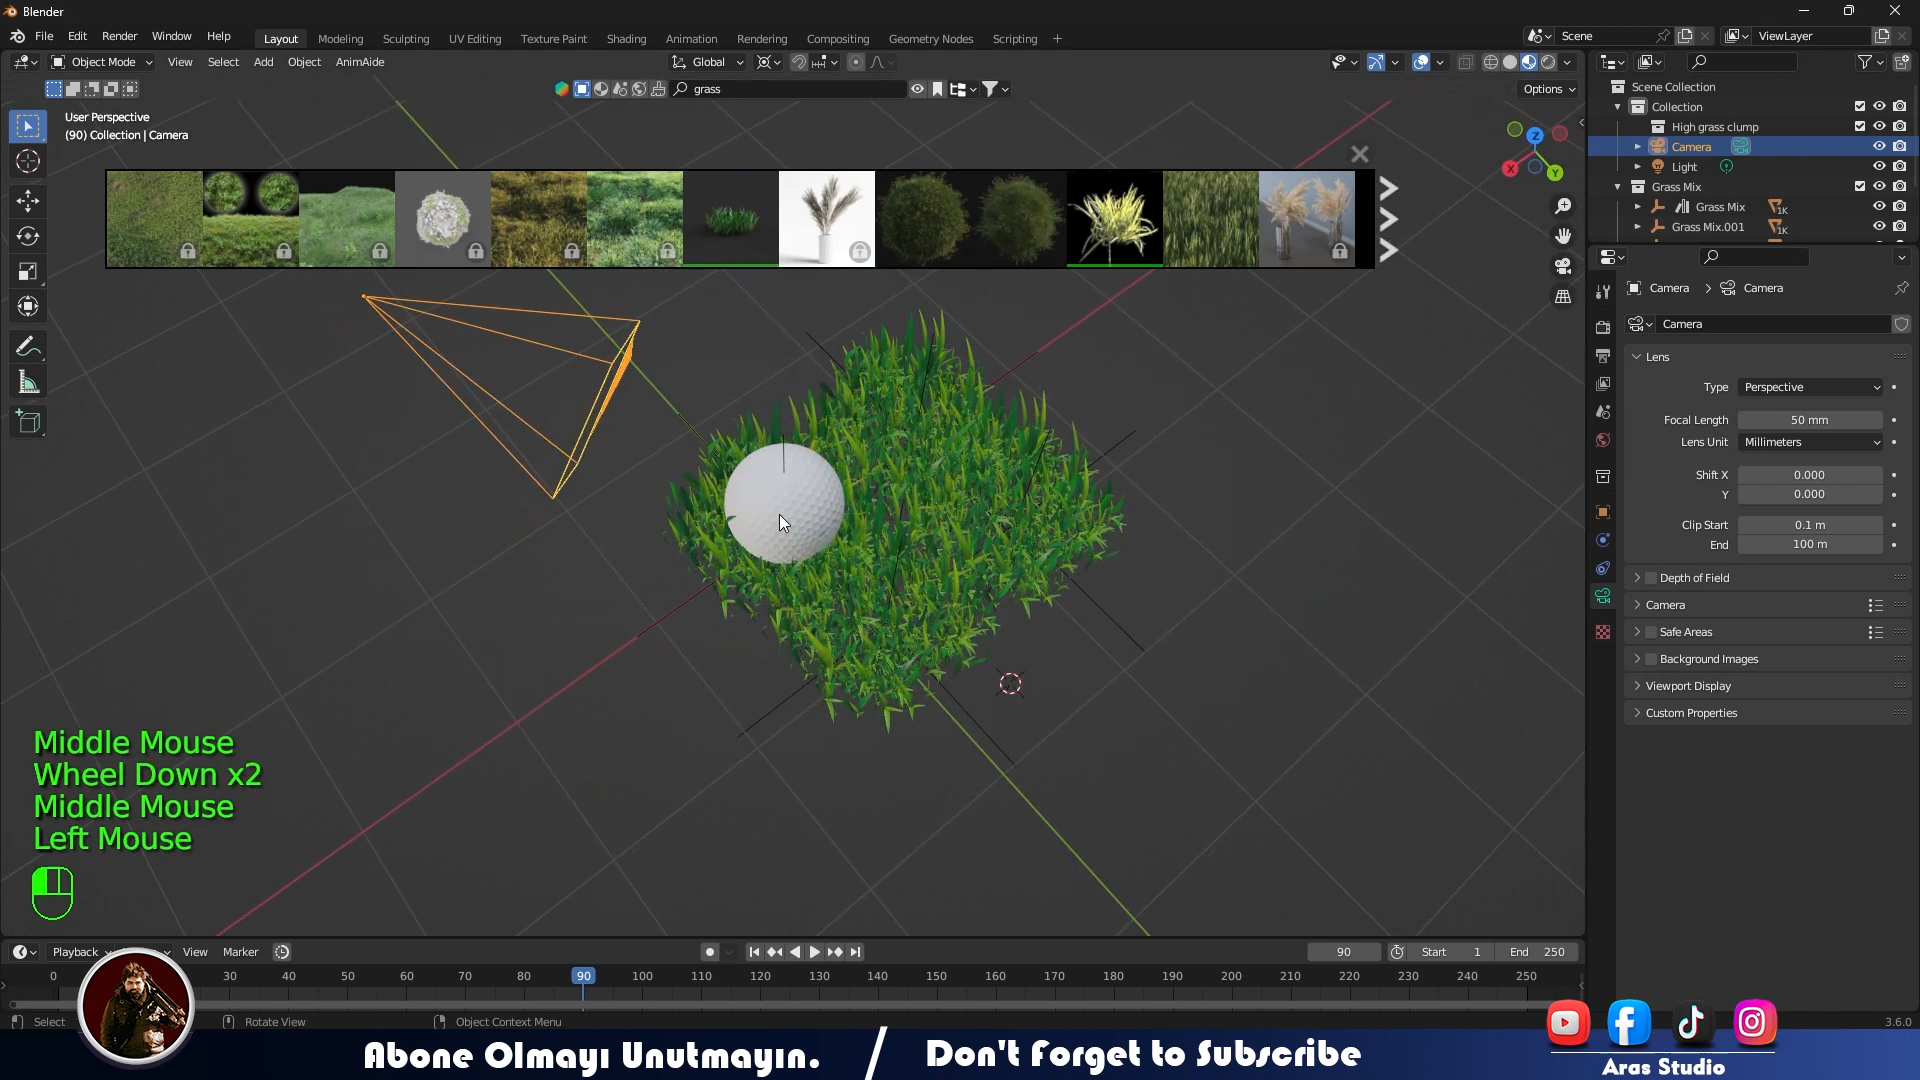 Blender
File Edit Render Window Help Layout Modeling Sculpting UV Editing Texture Paint Shading Animation Rendering Compositing Geometry Nodes Scripting + Scene ViewLayer
Object Mode View Select Add Object AnimAide Global
grass Options
User Perspective
(90) Collection | Camera
Scene Collection
Collection
High grass clump
Camera
Light
Grass Mix
Grass Mix 1K
Grass Mix.001 1K
X Y Z
Camera > Camera
Camera
Lens
Type Perspective
Focal Length 50 mm
Lens Unit Millimeters
Shift X 0.000
Y 0.000
Clip Start 0.1 m
End 100 m
Depth of Field
Camera
Safe Areas
Background Images
Viewport Display
Custom Properties
Middle Mouse
Wheel Down x2
Middle Mouse
Left Mouse
Playback View Marker 90 Start 1 End 250
0 30 40 50 60 70 80 90 100 110 120 130 140 150 160 170 180 190 200 210 220 230 240 250
Select Rotate View Object Context Menu 3.6.0
Abone Olmayı Unutmayın. / Don't Forget to Subscribe
Aras Studio